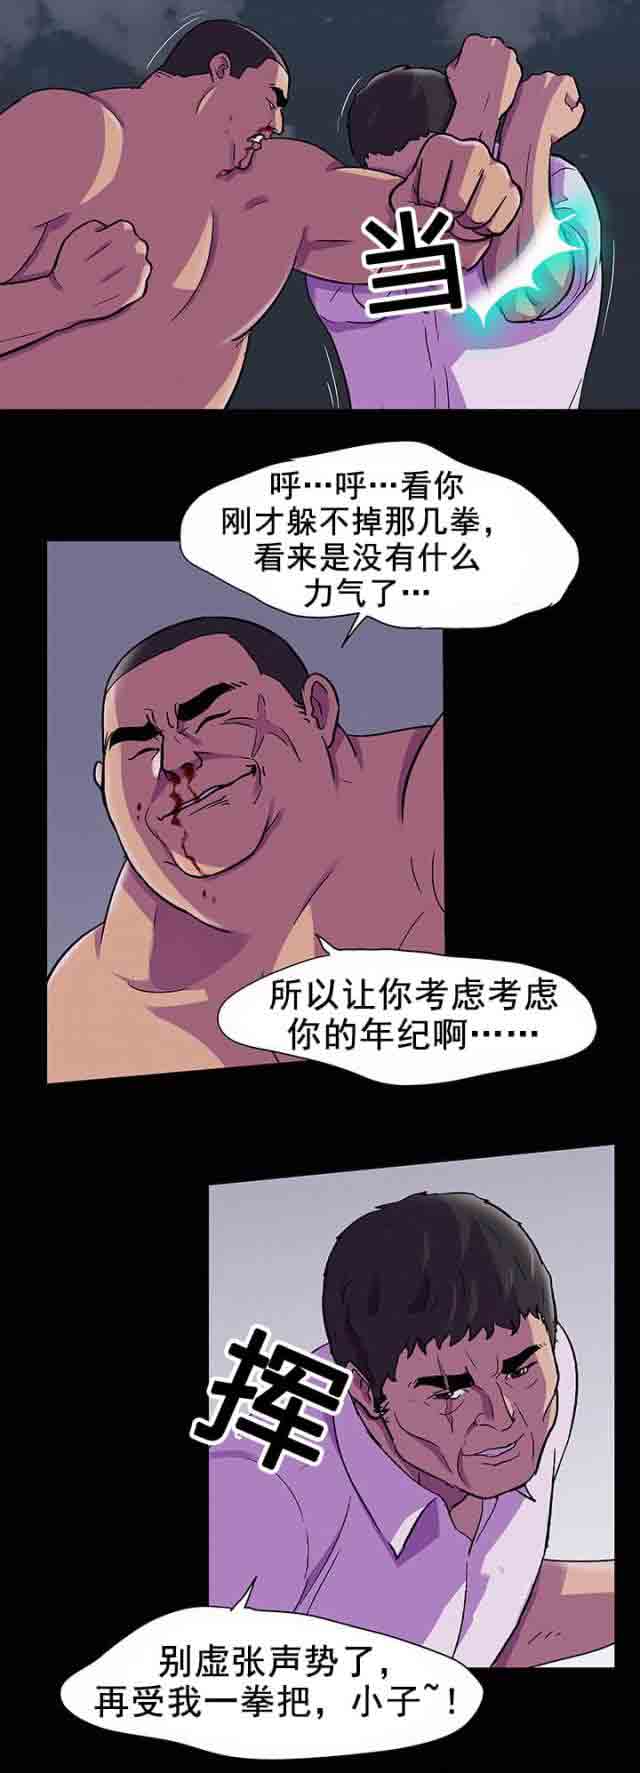 当
呼…呼…看你
刚才躲不掉那几拳，
看来是没有什么
力气了…
所以让你考虑考虑
你的年纪啊……
挥
别虚张声势了，
再受我一拳把，小子~！